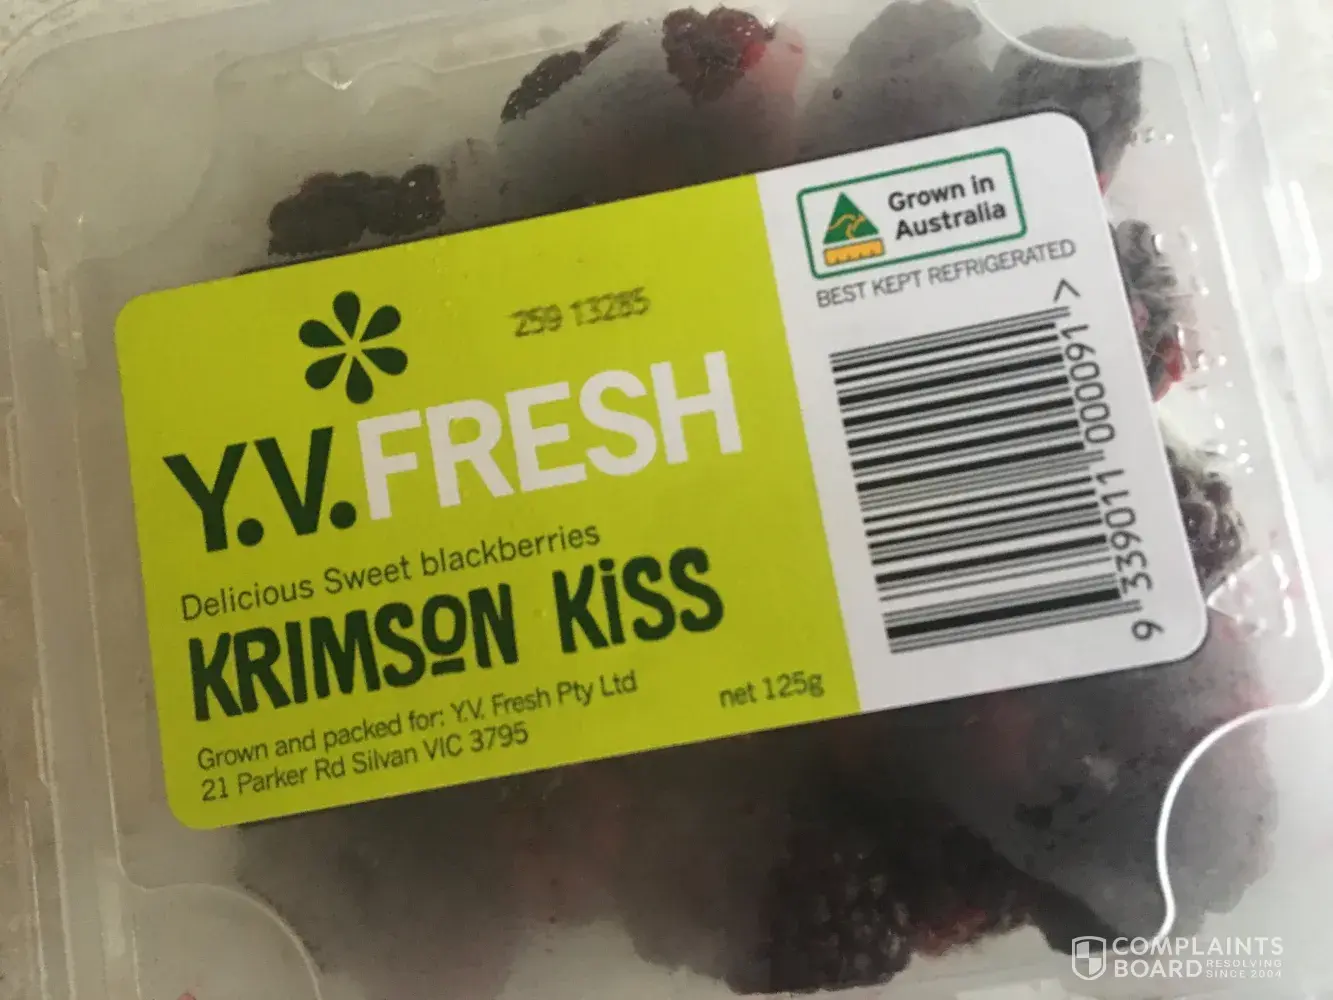 259 13285
Y.V.FRESH
Delicious Sweet blackberries
KRIMSON KISS
Grown and packed for: Y.V. Fresh Pty Ltd
21 Parker Rd Silvan VIC 3795
net 125g
Grown in
Australia
BEST KEPT REFRIGERATED
9 339011 000091 >
COMPLAINTS
BOARD RESOLVING
SINCE 2004